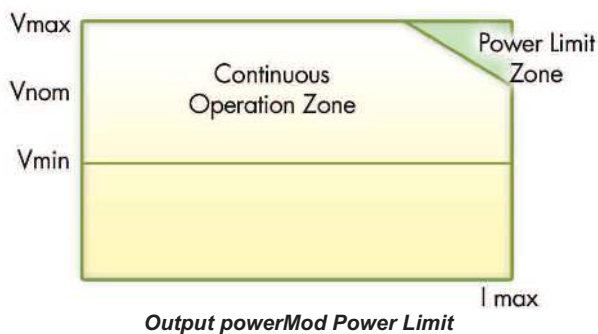 Vmax
Power Limit
Zone
Continuous
Operation Zone
Vnom
Vmin
I max
Output powerMod Power Limit